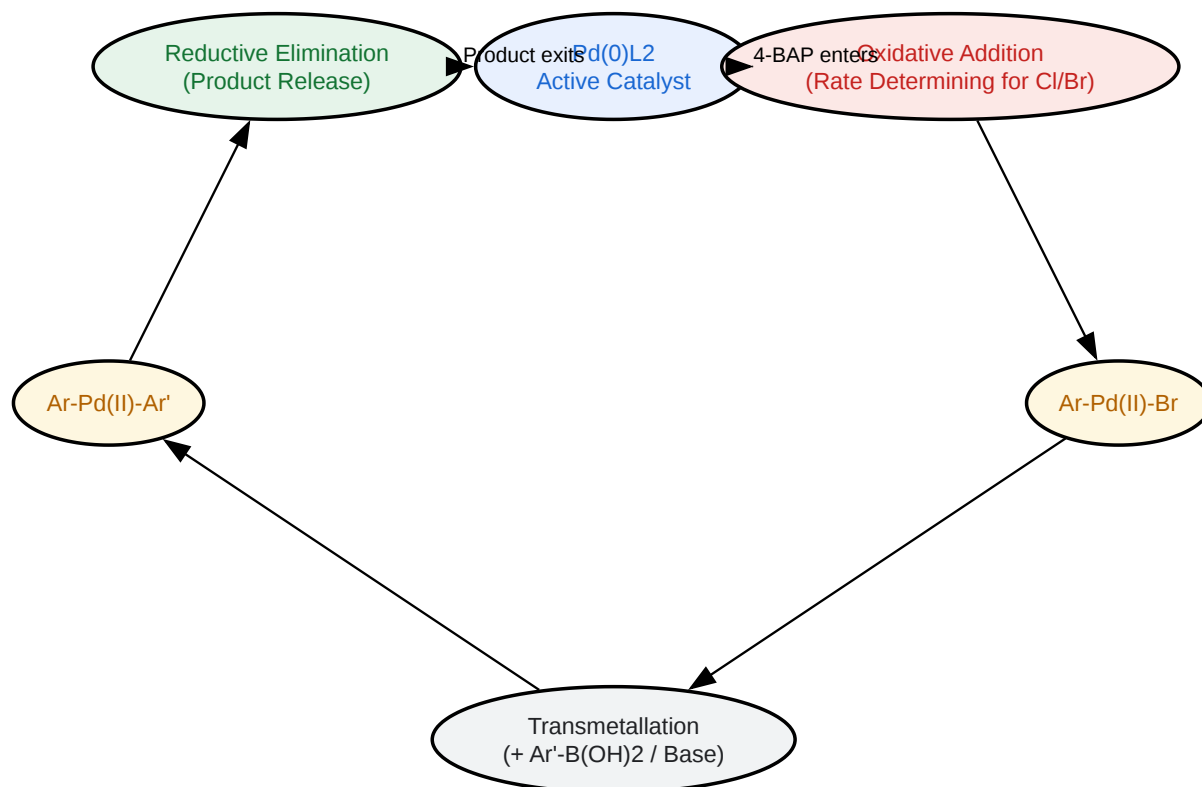 Reductive Elimination
(Product Release)
Product exits
Pd(0)L2
Active Catalyst
4-BAP enters
Oxidative Addition
(Rate Determining for Cl/Br)
Ar-Pd(II)-Ar'
Ar-Pd(II)-Br
Transmetallation
(+ Ar'-B(OH)2 / Base)